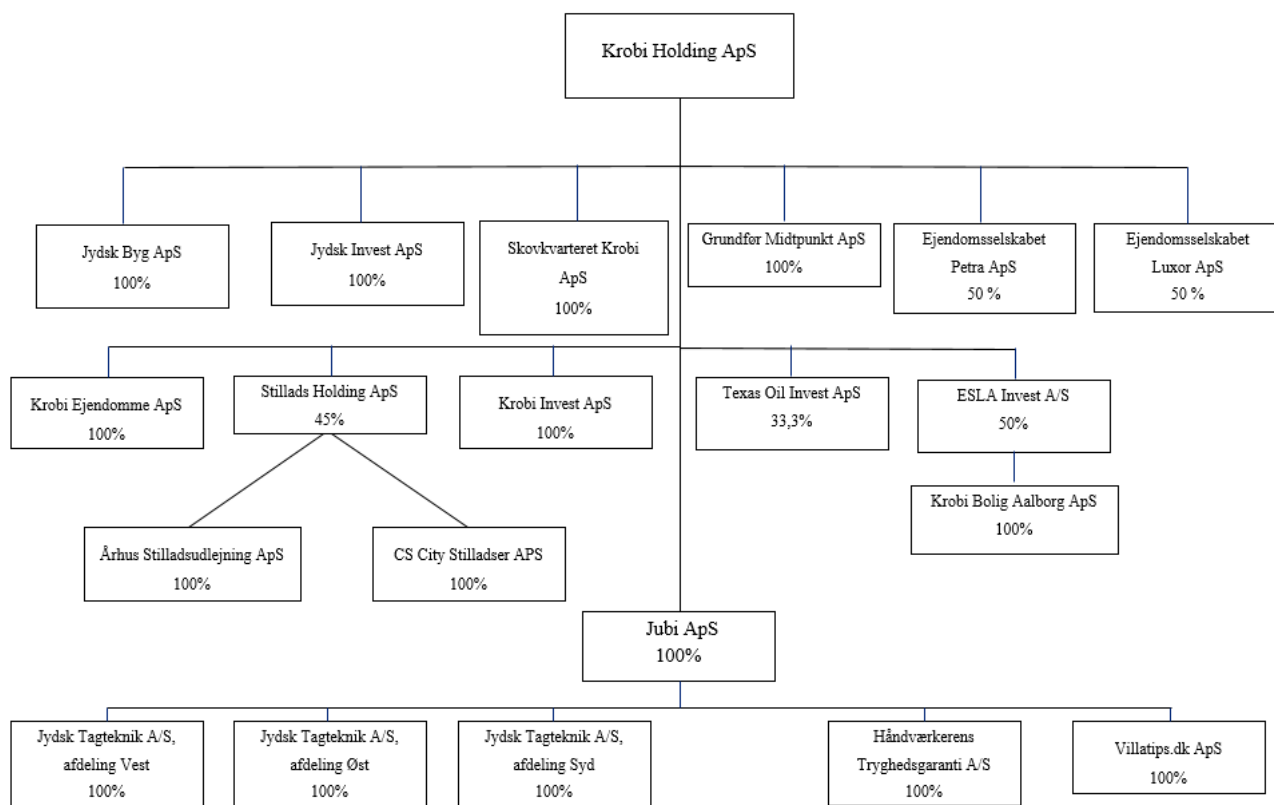 Krobi Holding ApS
Jydsk Byg ApS
100%
Jydsk Invest ApS
100%
Skovkvarteret Krobi
ApS
100%
Grundfør Midtpunkt ApS
100%
Ejendomsselskabet
Petra ApS
50 %
Ejendomsselskabet
Luxor ApS
50 %
Krobi Ejendomme ApS
100%
Stillads Holding ApS
45%
Krobi Invest ApS
100%
Texas Oil Invest ApS
33,3%
ESLA Invest A/S
50%
Krobi Bolig Aalborg ApS
100%
Århus Stilladsudlejning ApS
100%
CS City Stilladser APS
100%
Jubi ApS
100%
Jydsk Tagteknik A/S,
afdeling Vest
100%
Jydsk Tagteknik A/S,
afdeling Øst
100%
Jydsk Tagteknik A/S,
afdeling Syd
100%
Håndværkerens
Tryghedsgaranti A/S
100%
Villatips.dk ApS
100%